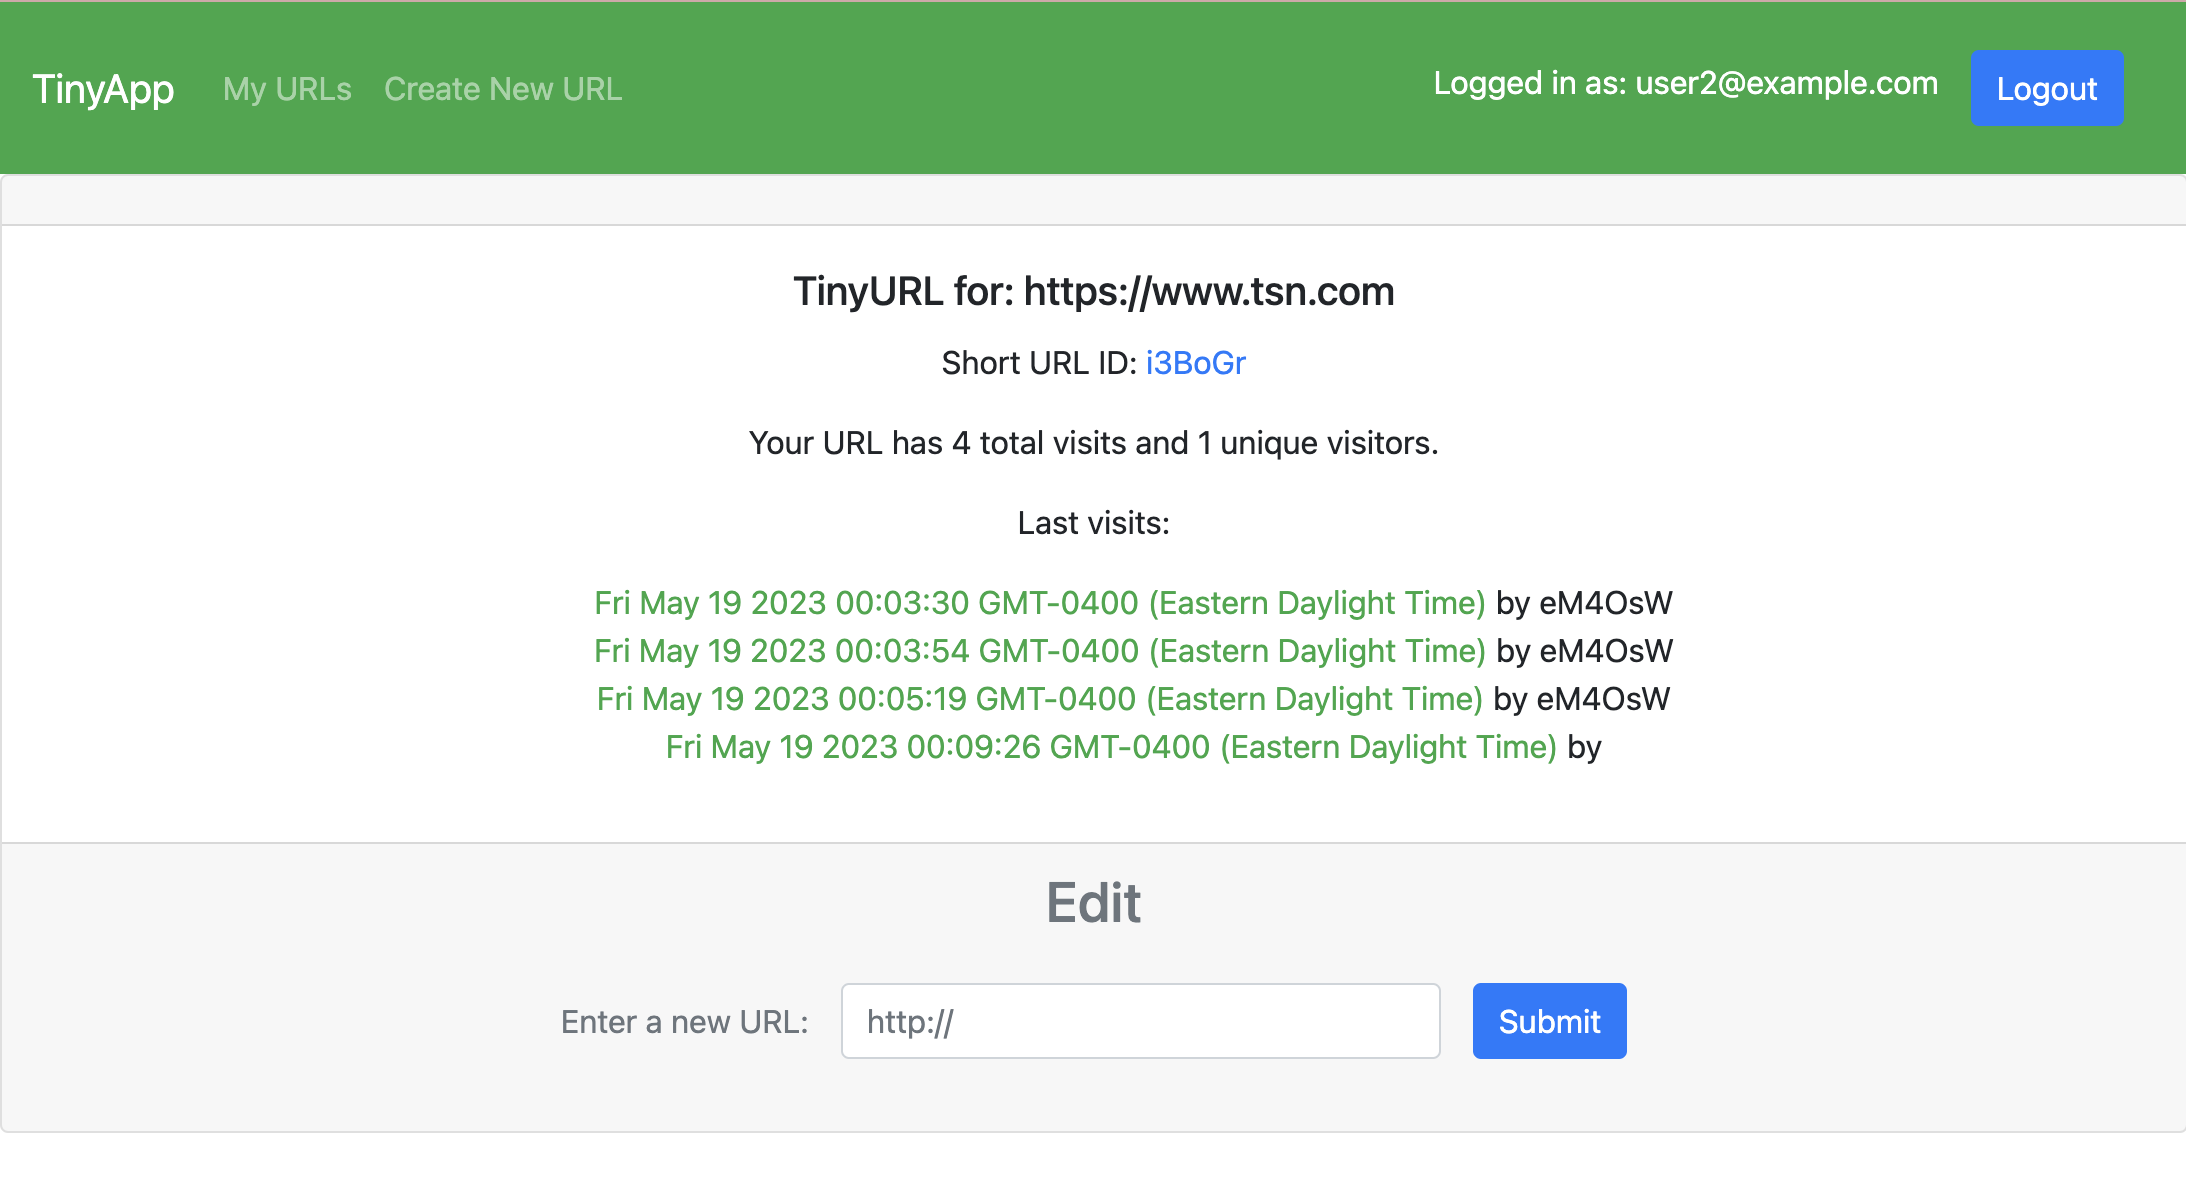 TinyApp My URLs Create New URL Logged in as: user2@example.com Logout
TinyURL for: https://www.tsn.com
Short URL ID: i3BoGr
Your URL has 4 total visits and 1 unique visitors.
Last visits:
Fri May 19 2023 00:03:30 GMT-0400 (Eastern Daylight Time) by eM4OsW
Fri May 19 2023 00:03:54 GMT-0400 (Eastern Daylight Time) by eM4OsW
Fri May 19 2023 00:05:19 GMT-0400 (Eastern Daylight Time) by eM4OsW
Fri May 19 2023 00:09:26 GMT-0400 (Eastern Daylight Time) by
Edit
Enter a new URL: http:// Submit